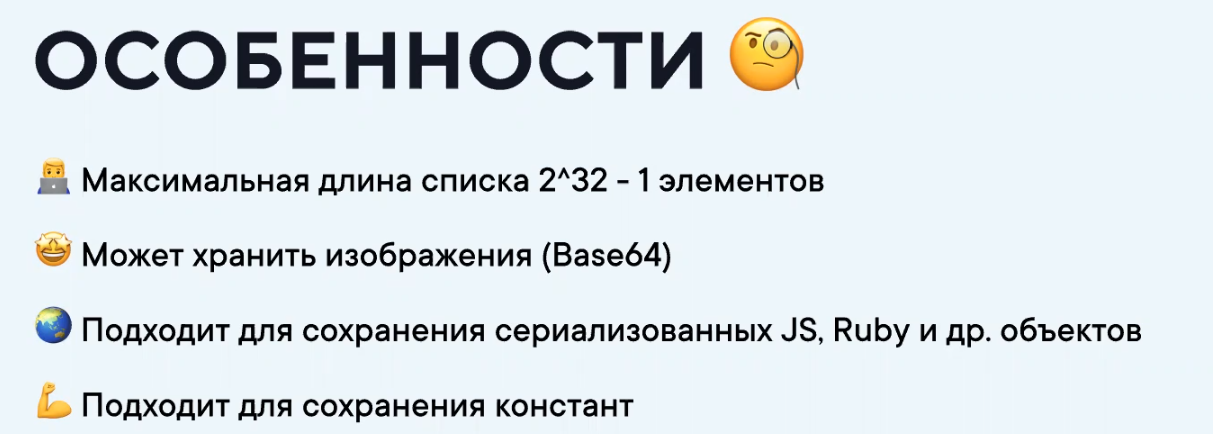 ОСОБЕННОСТИ 🧐
👨‍💻 Максимальная длина списка 2^32 - 1 элементов
🤩 Может хранить изображения (Base64)
🌏 Подходит для сохранения сериализованных JS, Ruby и др. объектов
💪 Подходит для сохранения констант